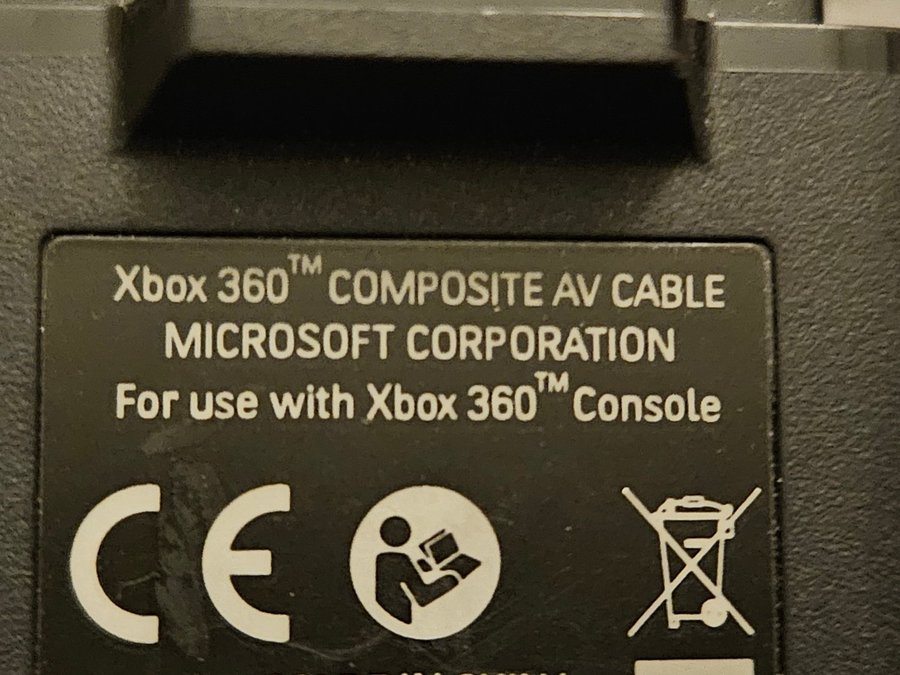 Xbox 360™ COMPOSITE AV CABLE
MICROSOFT CORPORATION
For use with Xbox 360™ Console
CE